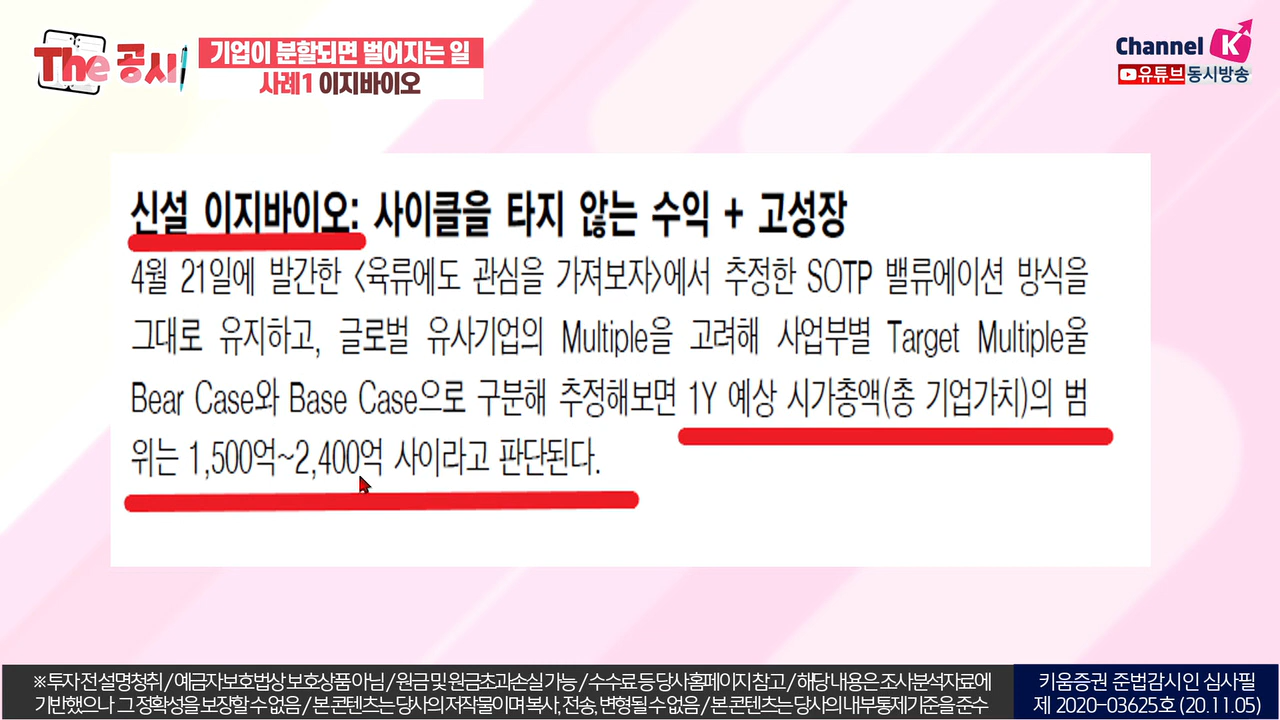 The 공시
기업이 분할되면 벌어지는 일
사례1 이지바이오
Channel K
유튜브동시방송
신설 이지바이오: 사이클을 타지 않는 수익 + 고성장
4월 21일에 발간한 <육류에도 관심을 가져보자>에서 추정한 SOTP 밸류에이션 방식을
그대로 유지하고, 글로벌 유사기업의 Multiple을 고려해 사업부별 Target Multiple울
Bear Case와 Base Case으로 구분해 추정해보면 1Y 예상 시가총액(총 기업가치)의 범
위는 1,500억~2,400억 사이라고 판단된다.
※투자 전 설명청취 / 예금자보호법상 보호상품 아님 / 원금 및 원금초과손실 가능 / 수수료 등 당사홈페이지 참고 / 해당 내용은 조사분석자료에
기반했으나 그 정확성을 보장할 수 없음 / 본 콘텐츠는 당사의 저작물이며 복사, 전송, 변형될 수 없음 / 본 콘텐츠는 당사의 내부통제기준을 준수
키움증권 준법감시인 심사필
제 2020-03625호 (20.11.05)